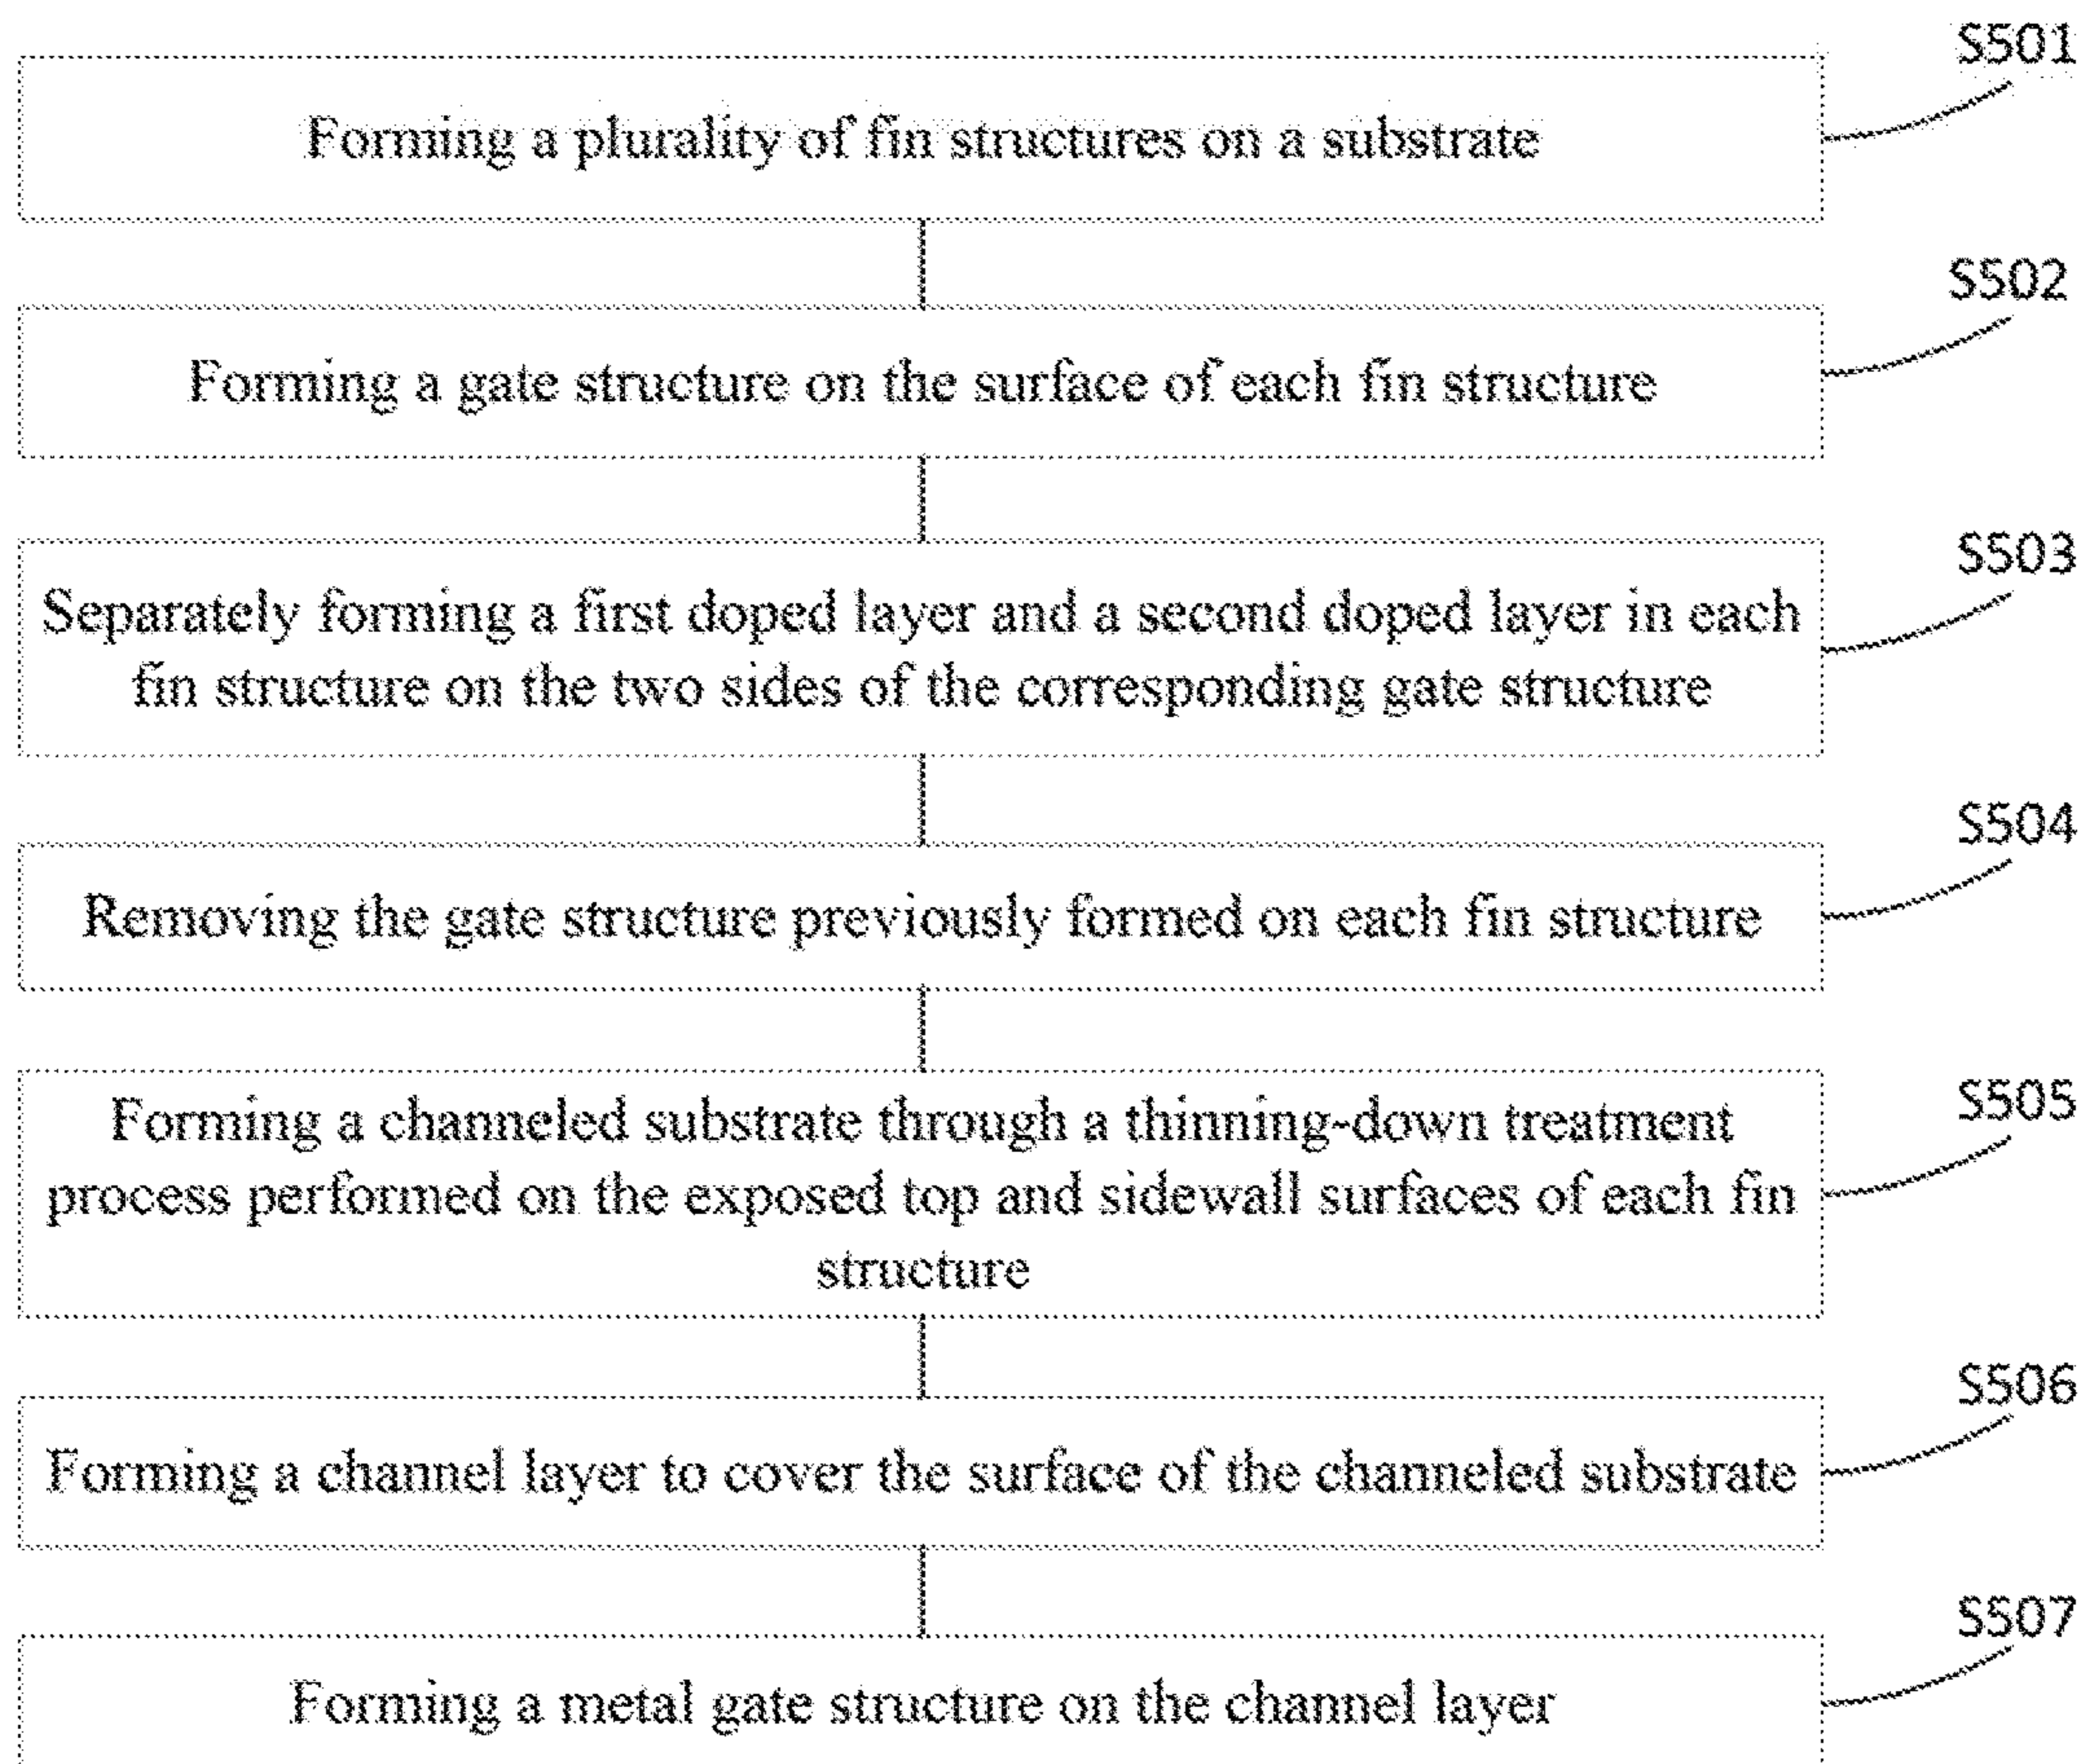 S501
Forming a plurality of fin structures on a substrate
S502
Forming a gate structure on the surface of each fin structure
S503
Separately forming a first doped layer and a second doped layer in each
fin structure on the two sides of the corresponding gate structure
S504
Removing the gate structure previously formed on each fin structure
S505
Forming a channeled substrate through a thinning-down treatment
process performed on the exposed top and sidewall surfaces of each fin
structure
S506
Forming a channel layer to cover the surface of the channeled substrate
S507
Forming a metal gate structure on the channel layer